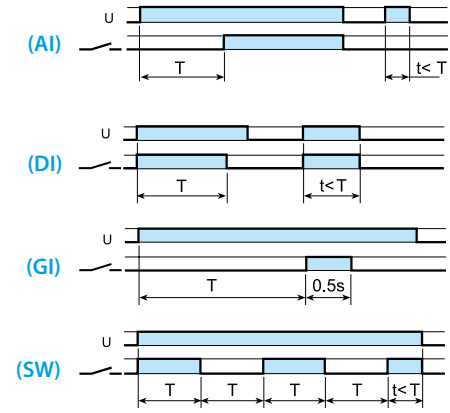 U
(AI)
T t< T
U
(DI)
T t< T
U
(GI)
T 0.5s
U
(SW)
T T T T t< T